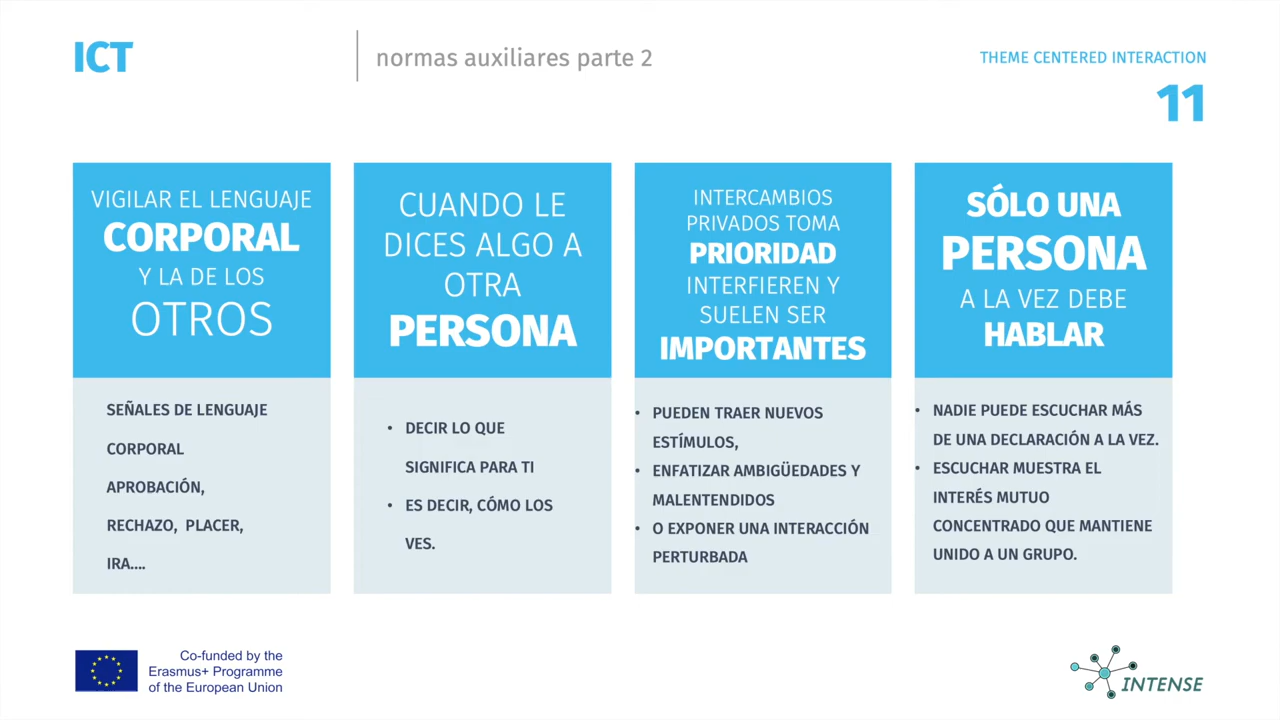 ICT
normas auxiliares parte 2
THEME CENTERED INTERACTION
11
VIGILAR EL LENGUAJE
CORPORAL
Y LA DE LOS
OTROS
SEÑALES DE LENGUAJE
CORPORAL
APROBACIÓN,
RECHAZO, PLACER,
IRA....
CUANDO LE
DICES ALGO A
OTRA
PERSONA
• DECIR LO QUE
SIGNIFICA PARA TI
• ES DECIR, CÓMO LOS
VES.
INTERCAMBIOS
PRIVADOS TOMA
PRIORIDAD
INTERFIEREN Y
SUELEN SER
IMPORTANTES
• PUEDEN TRAER NUEVOS
ESTÍMULOS,
• ENFATIZAR AMBIGÜEDADES Y
MALENTENDIDOS
• O EXPONER UNA INTERACCIÓN
PERTURBADA
SÓLO UNA
PERSONA
A LA VEZ DEBE
HABLAR
• NADIE PUEDE ESCUCHAR MÁS
DE UNA DECLARACIÓN A LA VEZ.
• ESCUCHAR MUESTRA EL
INTERÉS MUTUO
CONCENTRADO QUE MANTIENE
UNIDO A UN GRUPO.
Co-funded by the
Erasmus+ Programme
of the European Union
INTENSE